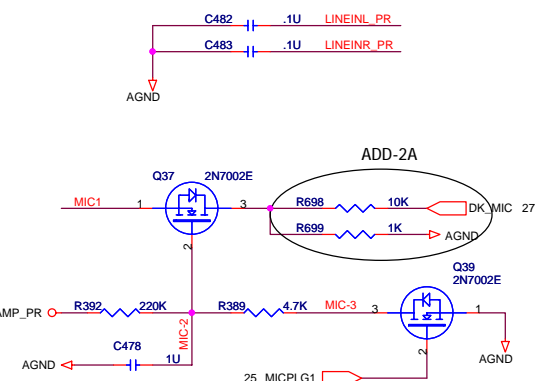 C482 .1U LINEINL_PR
C483 .1U LINEINR_PR
AGND
ADD-2A
Q37 2N7002E
MIC1 1 3 R698 10K DK_MIC 27
R699 1K AGND
2
Q39
2N7002E
AMP_PR R392 220K R389 4.7K MIC-3 3 1
MIC-2
C478
AGND 1U
2
AGND
25 MICPLG1